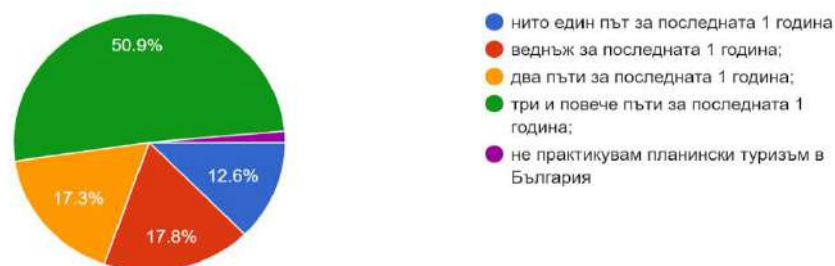 50.9%
17.3%
17.8%
12.6%
нито един път за последната 1 година
веднъж за последната 1 година;
два пъти за последната 1 година;
три и повече пъти за последната 1
година;
не практикувам планински туризъм в
България